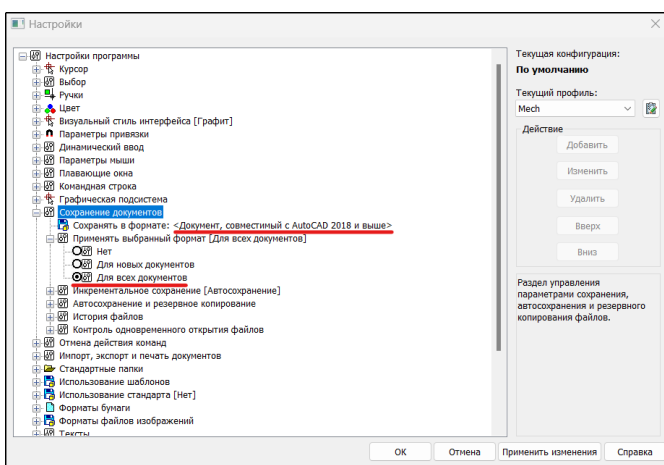 Настройки
Настройки программы
Курсор
Выбор
Ручки
Цвет
Визуальный стиль интерфейса [Графит]
Параметры привязки
Динамический ввод
Параметры мыши
Плавающие окна
Командная строка
Графическая подсистема
Сохранение документов
Сохранять в формате: <Документ, совместимый с AutoCAD 2018 и выше>
Применять выбранный формат [Для всех документов]
Нет
Для новых документов
Для всех документов
Инкрементальное сохранение [Автосохранение]
Автосохранение и резервное копирование
История файлов
Контроль одновременного открытия файлов
Отмена действия команд
Импорт, экспорт и печать документов
Стандартные папки
Использование шаблонов
Использование стандарта [Нет]
Форматы бумаги
Форматы файлов изображений
Тексты
Текущая конфигурация:
По умолчанию
Текущий профиль:
Mech
Действие
Добавить
Изменить
Удалить
Вверх
Вниз
Раздел управления
параметрами сохранения,
автосохранения и резервного
копирования файлов.
ОК Отмена Применить изменения Справка